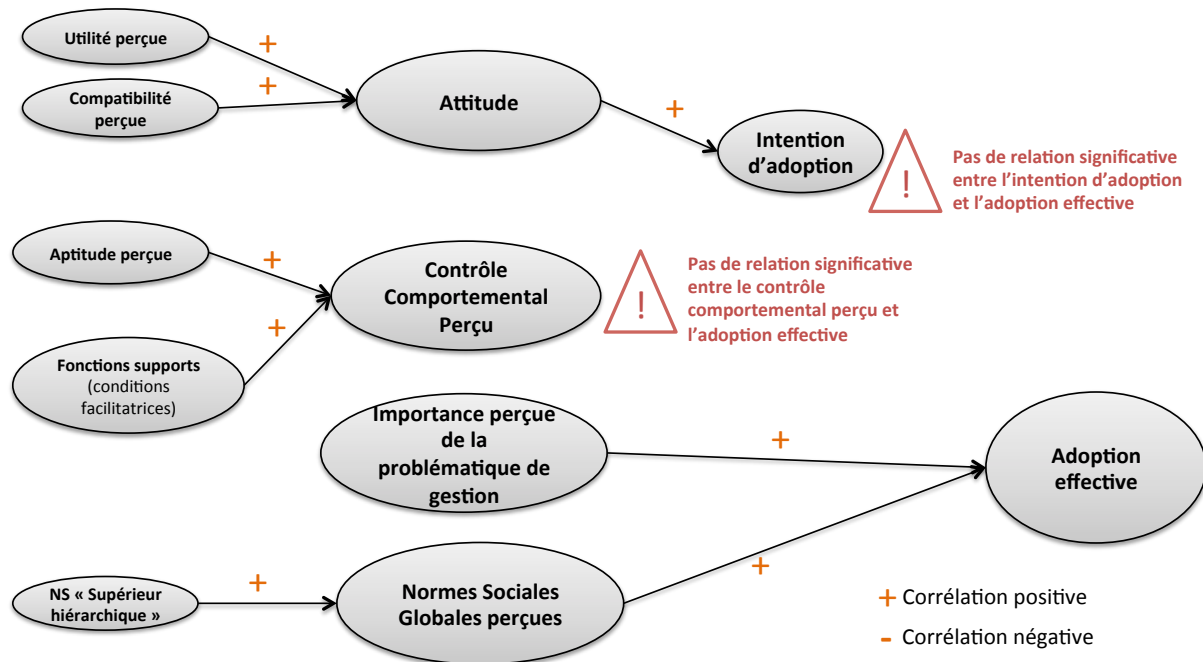 Utilité perçue
+
Compatibilité
perçue
+
Attitude
+
Intention
d’adoption
!
Pas de relation significative
entre l’intention d’adoption
et l’adoption effective
Aptitude perçue
+
Fonctions supports
(conditions
facilitatrices)
+
Contrôle
Comportemental
Perçu
!
Pas de relation significative
entre le contrôle
comportemental perçu et
l’adoption effective
Importance perçue
de la
problématique de
gestion
+
Adoption
effective
NS « Supérieur
hiérarchique »
+
Normes Sociales
Globales perçues
+
+ Corrélation positive
- Corrélation négative